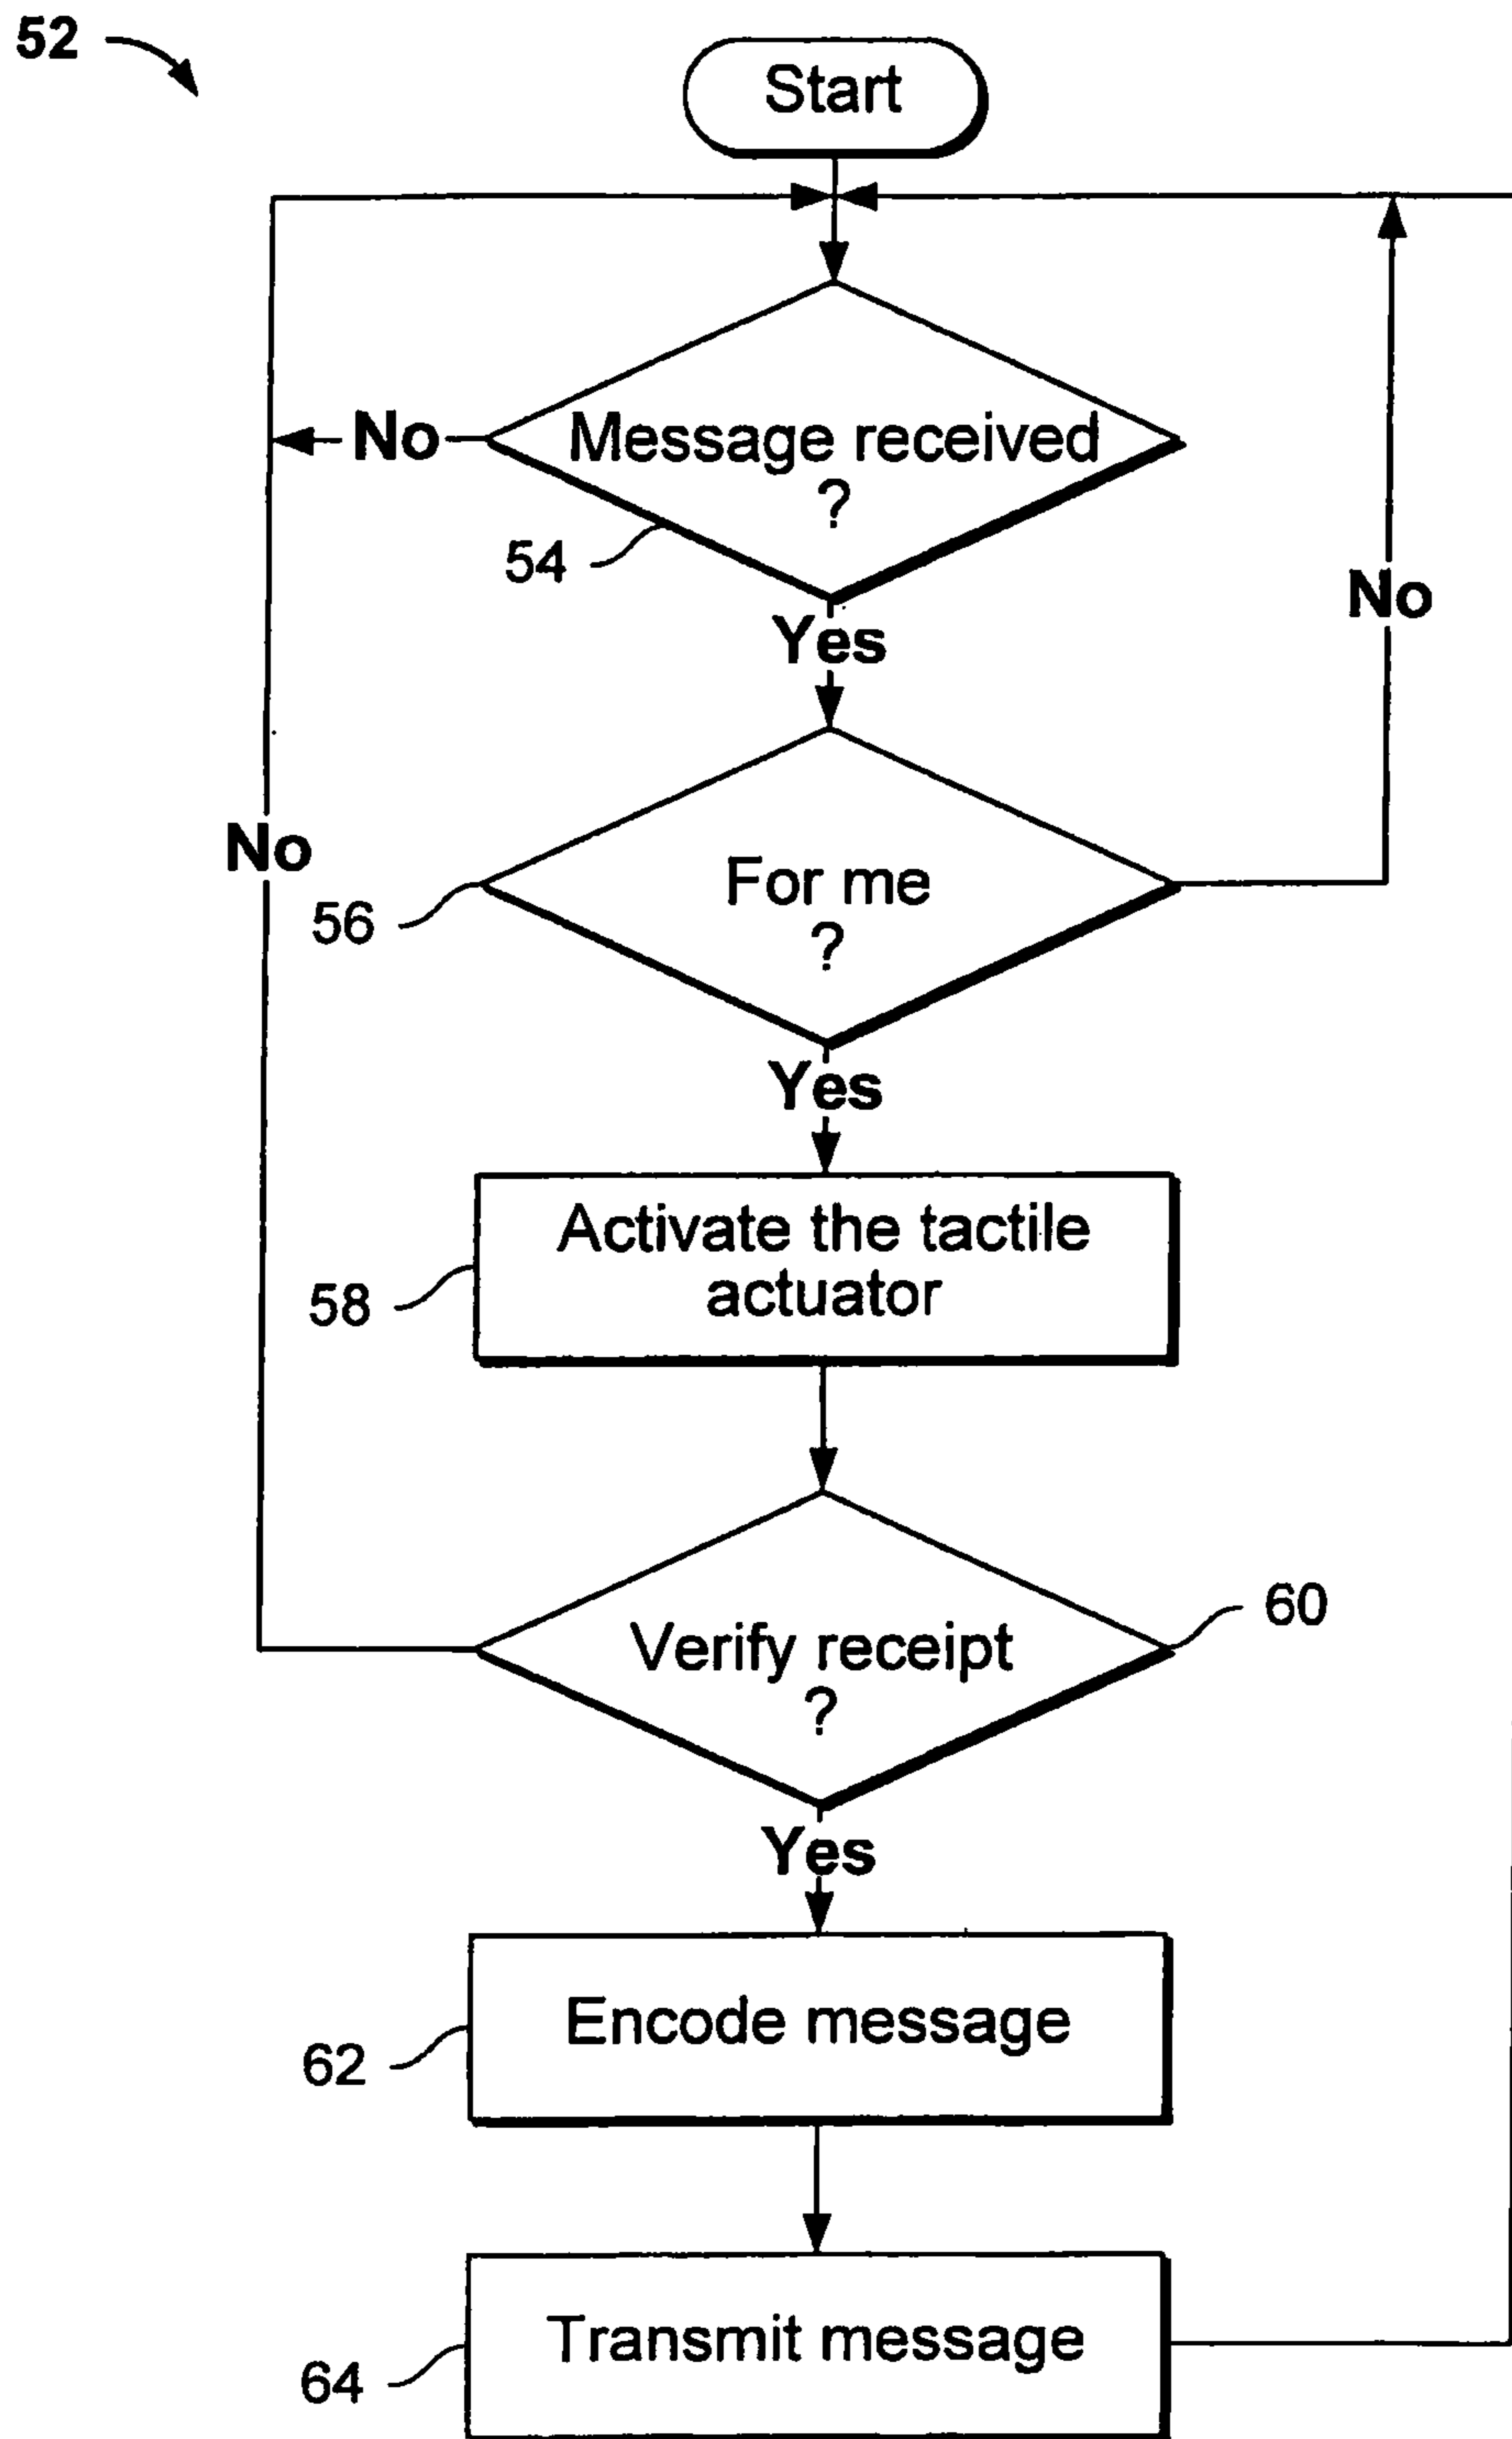 52
Start
Message received
?
No
54
Yes
No
For me
?
No
56
Yes
Activate the tactile
actuator
58
Verify receipt
?
60
Yes
Encode message
62
Transmit message
64